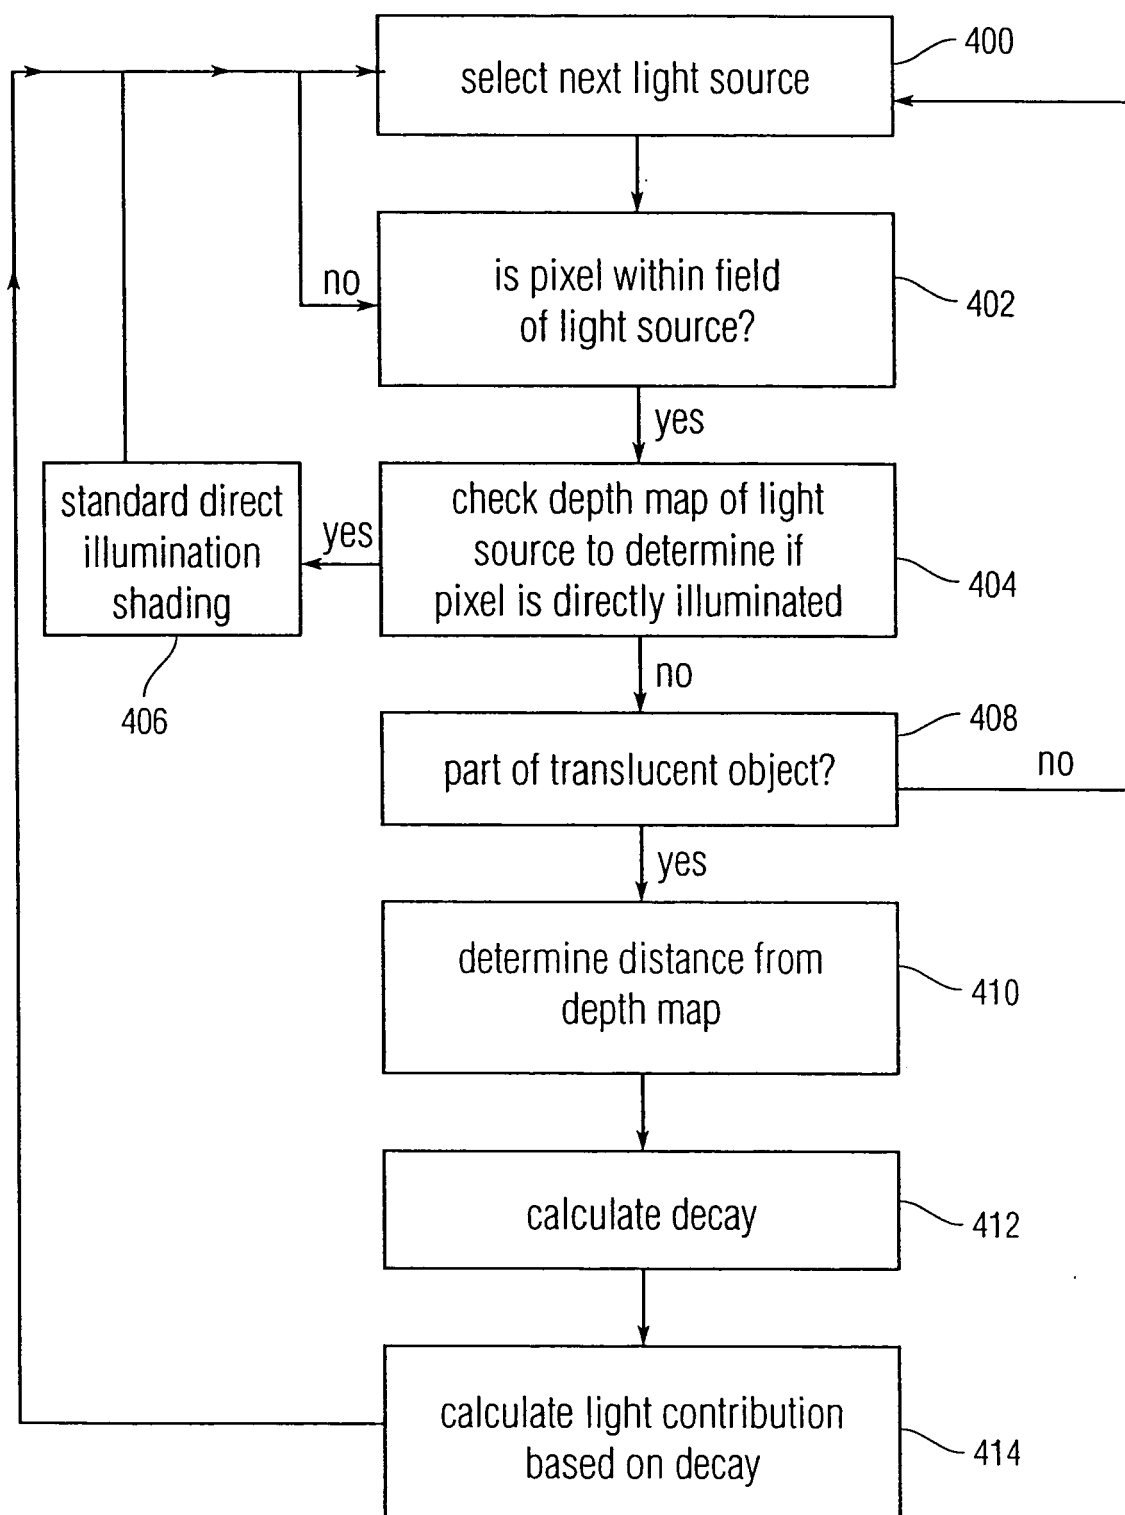 select next light source
400
is pixel within field
of light source?
no
402
yes
check depth map of light
source to determine if
pixel is directly illuminated
404
yes
standard direct
illumination
shading
406
no
part of translucent object?
408
no
yes
determine distance from
depth map
410
calculate decay
412
calculate light contribution
based on decay
414